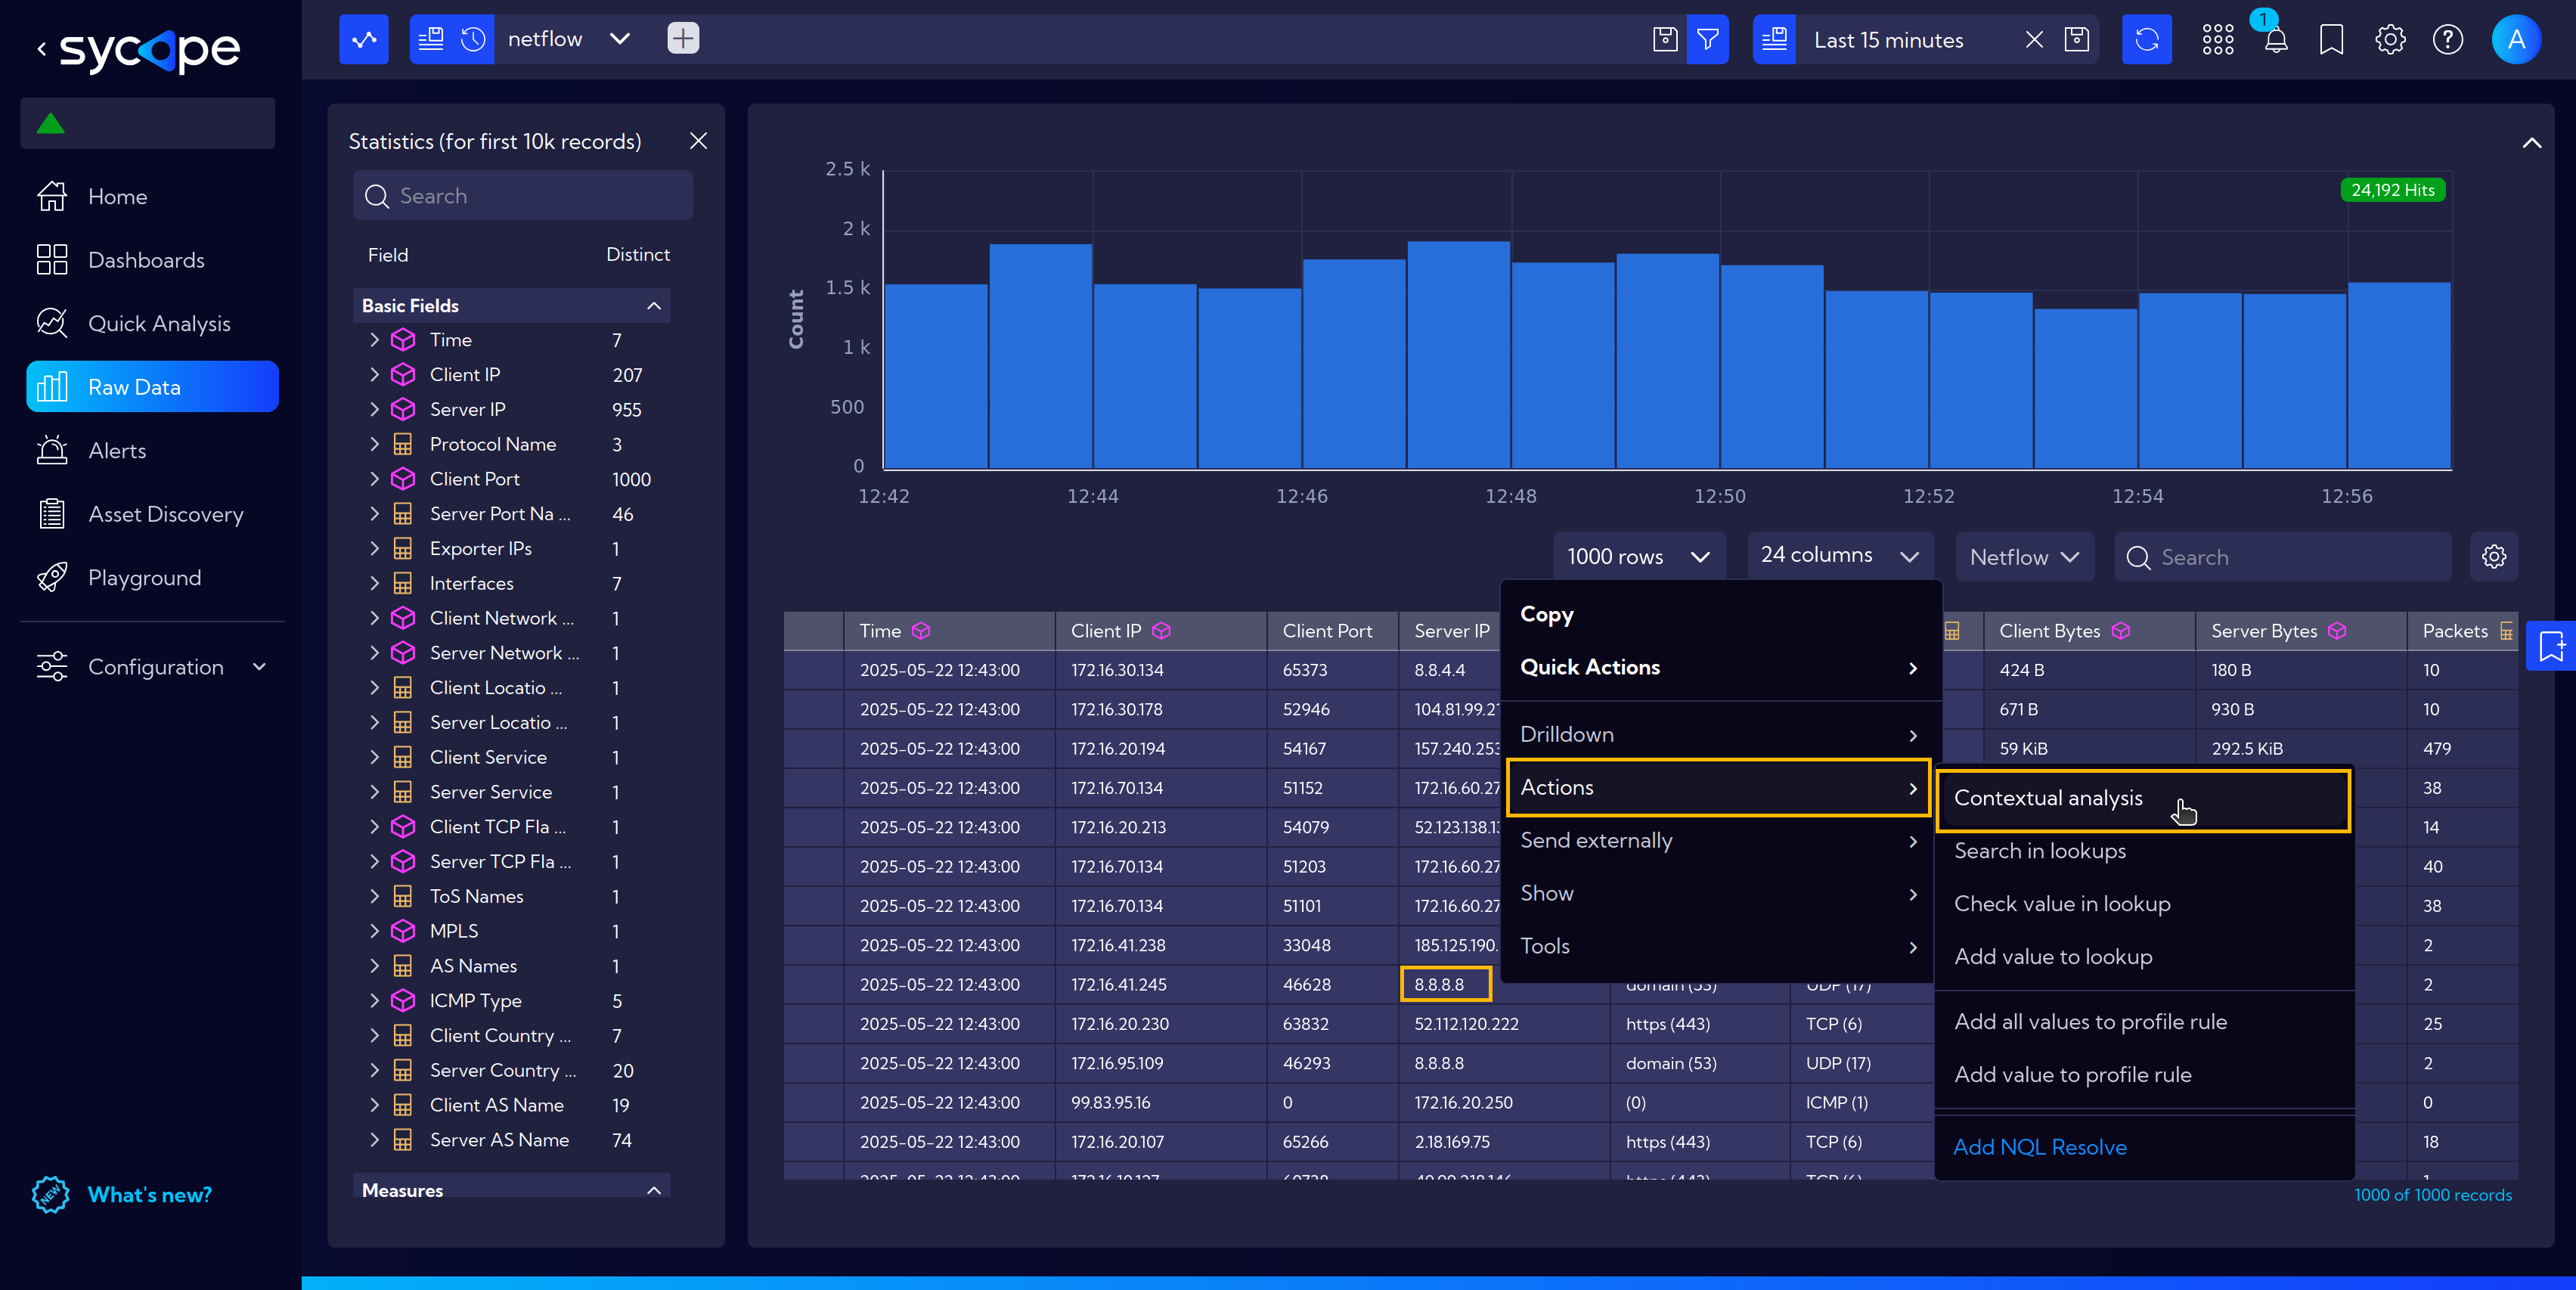 sycope
netflow
Last 15 minutes
1
A
Home
Dashboards
Quick Analysis
Raw Data
Alerts
Asset Discovery
Playground
Configuration
NEW
What's new?
Statistics (for first 10k records)
Search
Field Distinct
Basic Fields
Time 7
Client IP 207
Server IP 955
Protocol Name 3
Client Port 1000
Server Port Na ... 46
Exporter IPs 1
Interfaces 7
Client Network ... 1
Server Network ... 1
Client Locatio ... 1
Server Locatio ... 1
Client Service 1
Server Service 1
Client TCP Fla ... 1
Server TCP Fla ... 1
ToS Names 1
MPLS 1
AS Names 1
ICMP Type 5
Client Country ... 7
Server Country ... 20
Client AS Name 19
Server AS Name 74
Measures
24,192 Hits
Count
2.5 k
2 k
1.5 k
1 k
500
0
12:42 12:44 12:46 12:48 12:50 12:52 12:54 12:56
1000 rows 24 columns Netflow Search
Time Client IP Client Port Server IP Client Bytes Server Bytes Packets
2025-05-22 12:43:00 172.16.30.134 65373 8.8.4.4 424 B 180 B 10
2025-05-22 12:43:00 172.16.30.178 52946 104.81.99.2 671 B 930 B 10
2025-05-22 12:43:00 172.16.20.194 54167 157.240.253 59 KiB 292.5 KiB 479
2025-05-22 12:43:00 172.16.70.134 51152 172.16.60.27 38
2025-05-22 12:43:00 172.16.20.213 54079 52.123.138.1 14
2025-05-22 12:43:00 172.16.70.134 51203 172.16.60.27 40
2025-05-22 12:43:00 172.16.70.134 51101 172.16.60.27 38
2025-05-22 12:43:00 172.16.41.238 33048 185.125.190. 2
2025-05-22 12:43:00 172.16.41.245 46628 8.8.8.8 domain (53) UDP (17) 2
2025-05-22 12:43:00 172.16.20.230 63832 52.112.120.222 https (443) TCP (6) 25
2025-05-22 12:43:00 172.16.95.109 46293 8.8.8.8 domain (53) UDP (17) 2
2025-05-22 12:43:00 99.83.95.16 0 172.16.20.250 (0) ICMP (1) 0
2025-05-22 12:43:00 172.16.20.107 65266 2.18.169.75 https (443) TCP (6) 18
Copy
Quick Actions
Drilldown
Actions
Send externally
Show
Tools
Contextual analysis
Search in lookups
Check value in lookup
Add value to lookup
Add all values to profile rule
Add value to profile rule
Add NQL Resolve
1000 of 1000 records